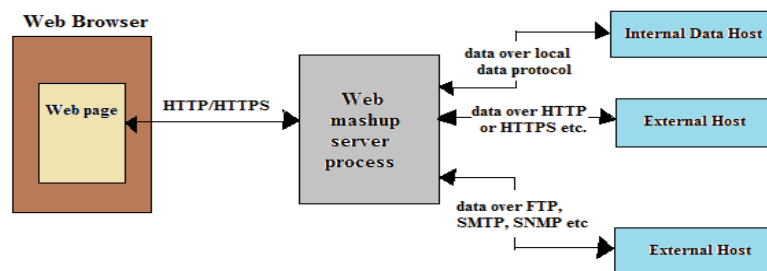 Web Browser
Web page
HTTP/HTTPS
Web
mashup
server
process
data over local
data protocol
Internal Data Host
data over HTTP
or HTTPS etc.
External Host
data over FTP,
SMTP, SNMP etc
External Host